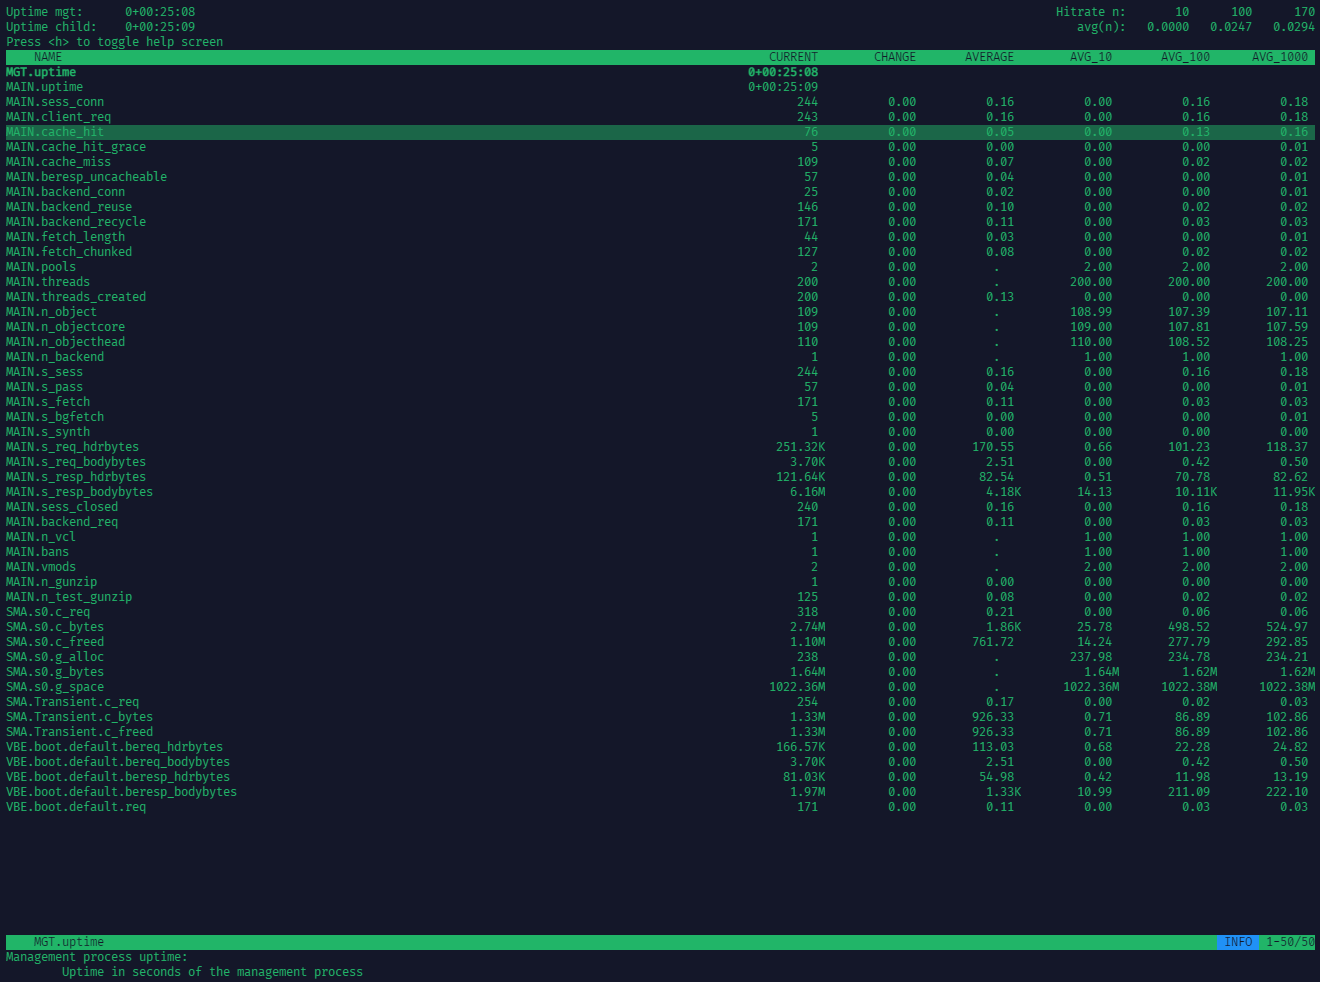 Uptime mgt:      0+00:25:08      Hitrate n:       10      100      170
Uptime child:    0+00:25:09      avg(n):   0.0000   0.0247   0.0294
Press <h> to toggle help screen
NAME      CURRENT        CHANGE       AVERAGE        AVG_10       AVG_100      AVG_1000
MGT.uptime      0+00:25:08
MAIN.uptime      0+00:25:09
MAIN.sess_conn      244      0.00      0.16      0.00      0.16      0.18
MAIN.client_req      243      0.00      0.16      0.00      0.16      0.18
MAIN.cache_hit      76      0.00      0.05      0.00      0.13      0.16
MAIN.cache_hit_grace      5      0.00      0.00      0.00      0.00      0.01
MAIN.cache_miss      109      0.00      0.07      0.00      0.02      0.02
MAIN.beresp_uncacheable      57      0.00      0.04      0.00      0.00      0.01
MAIN.backend_conn      25      0.00      0.02      0.00      0.00      0.01
MAIN.backend_reuse      146      0.00      0.10      0.00      0.02      0.02
MAIN.backend_recycle      171      0.00      0.11      0.00      0.03      0.03
MAIN.fetch_length      44      0.00      0.03      0.00      0.00      0.01
MAIN.fetch_chunked      127      0.00      0.08      0.00      0.02      0.02
MAIN.pools      2      0.00      .      2.00      2.00      2.00
MAIN.threads      200      0.00      .      200.00      200.00      200.00
MAIN.threads_created      200      0.00      0.13      0.00      0.00      0.00
MAIN.n_object      109      0.00      .      108.99      107.39      107.11
MAIN.n_objectcore      109      0.00      .      109.00      107.81      107.59
MAIN.n_objecthead      110      0.00      .      110.00      108.52      108.25
MAIN.n_backend      1      0.00      .      1.00      1.00      1.00
MAIN.s_sess      244      0.00      0.16      0.00      0.16      0.18
MAIN.s_pass      57      0.00      0.04      0.00      0.00      0.01
MAIN.s_fetch      171      0.00      0.11      0.00      0.03      0.03
MAIN.s_bgfetch      5      0.00      0.00      0.00      0.00      0.01
MAIN.s_synth      1      0.00      0.00      0.00      0.00      0.00
MAIN.s_req_hdrbytes      251.32K      0.00      170.55      0.66      101.23      118.37
MAIN.s_req_bodybytes      3.70K      0.00      2.51      0.00      0.42      0.50
MAIN.s_resp_hdrbytes      121.64K      0.00      82.54      0.51      70.78      82.62
MAIN.s_resp_bodybytes      6.16M      0.00      4.18K      14.13      10.11K      11.95K
MAIN.sess_closed      240      0.00      0.16      0.00      0.16      0.18
MAIN.backend_req      171      0.00      0.11      0.00      0.03      0.03
MAIN.n_vcl      1      0.00      .      1.00      1.00      1.00
MAIN.bans      1      0.00      .      1.00      1.00      1.00
MAIN.vmods      2      0.00      .      2.00      2.00      2.00
MAIN.n_gunzip      1      0.00      0.00      0.00      0.00      0.00
MAIN.n_test_gunzip      125      0.00      0.08      0.00      0.02      0.02
SMA.s0.c_req      318      0.00      0.21      0.00      0.06      0.06
SMA.s0.c_bytes      2.74M      0.00      1.86K      25.78      498.52      524.97
SMA.s0.c_freed      1.10M      0.00      761.72      14.24      277.79      292.85
SMA.s0.g_alloc      238      0.00      .      237.98      234.78      234.21
SMA.s0.g_bytes      1.64M      0.00      .      1.64M      1.62M      1.62M
SMA.s0.g_space      1022.36M      0.00      .      1022.36M      1022.38M      1022.38M
SMA.Transient.c_req      254      0.00      0.17      0.00      0.02      0.03
SMA.Transient.c_bytes      1.33M      0.00      926.33      0.71      86.89      102.86
SMA.Transient.c_freed      1.33M      0.00      926.33      0.71      86.89      102.86
VBE.boot.default.bereq_hdrbytes      166.57K      0.00      113.03      0.68      22.28      24.82
VBE.boot.default.bereq_bodybytes      3.70K      0.00      2.51      0.00      0.42      0.50
VBE.boot.default.beresp_hdrbytes      81.03K      0.00      54.98      0.42      11.98      13.19
VBE.boot.default.beresp_bodybytes      1.97M      0.00      1.33K      10.99      211.09      222.10
VBE.boot.default.req      171      0.00      0.11      0.00      0.03      0.03
MGT.uptime      INFO  1-50/50
Management process uptime:
Uptime in seconds of the management process